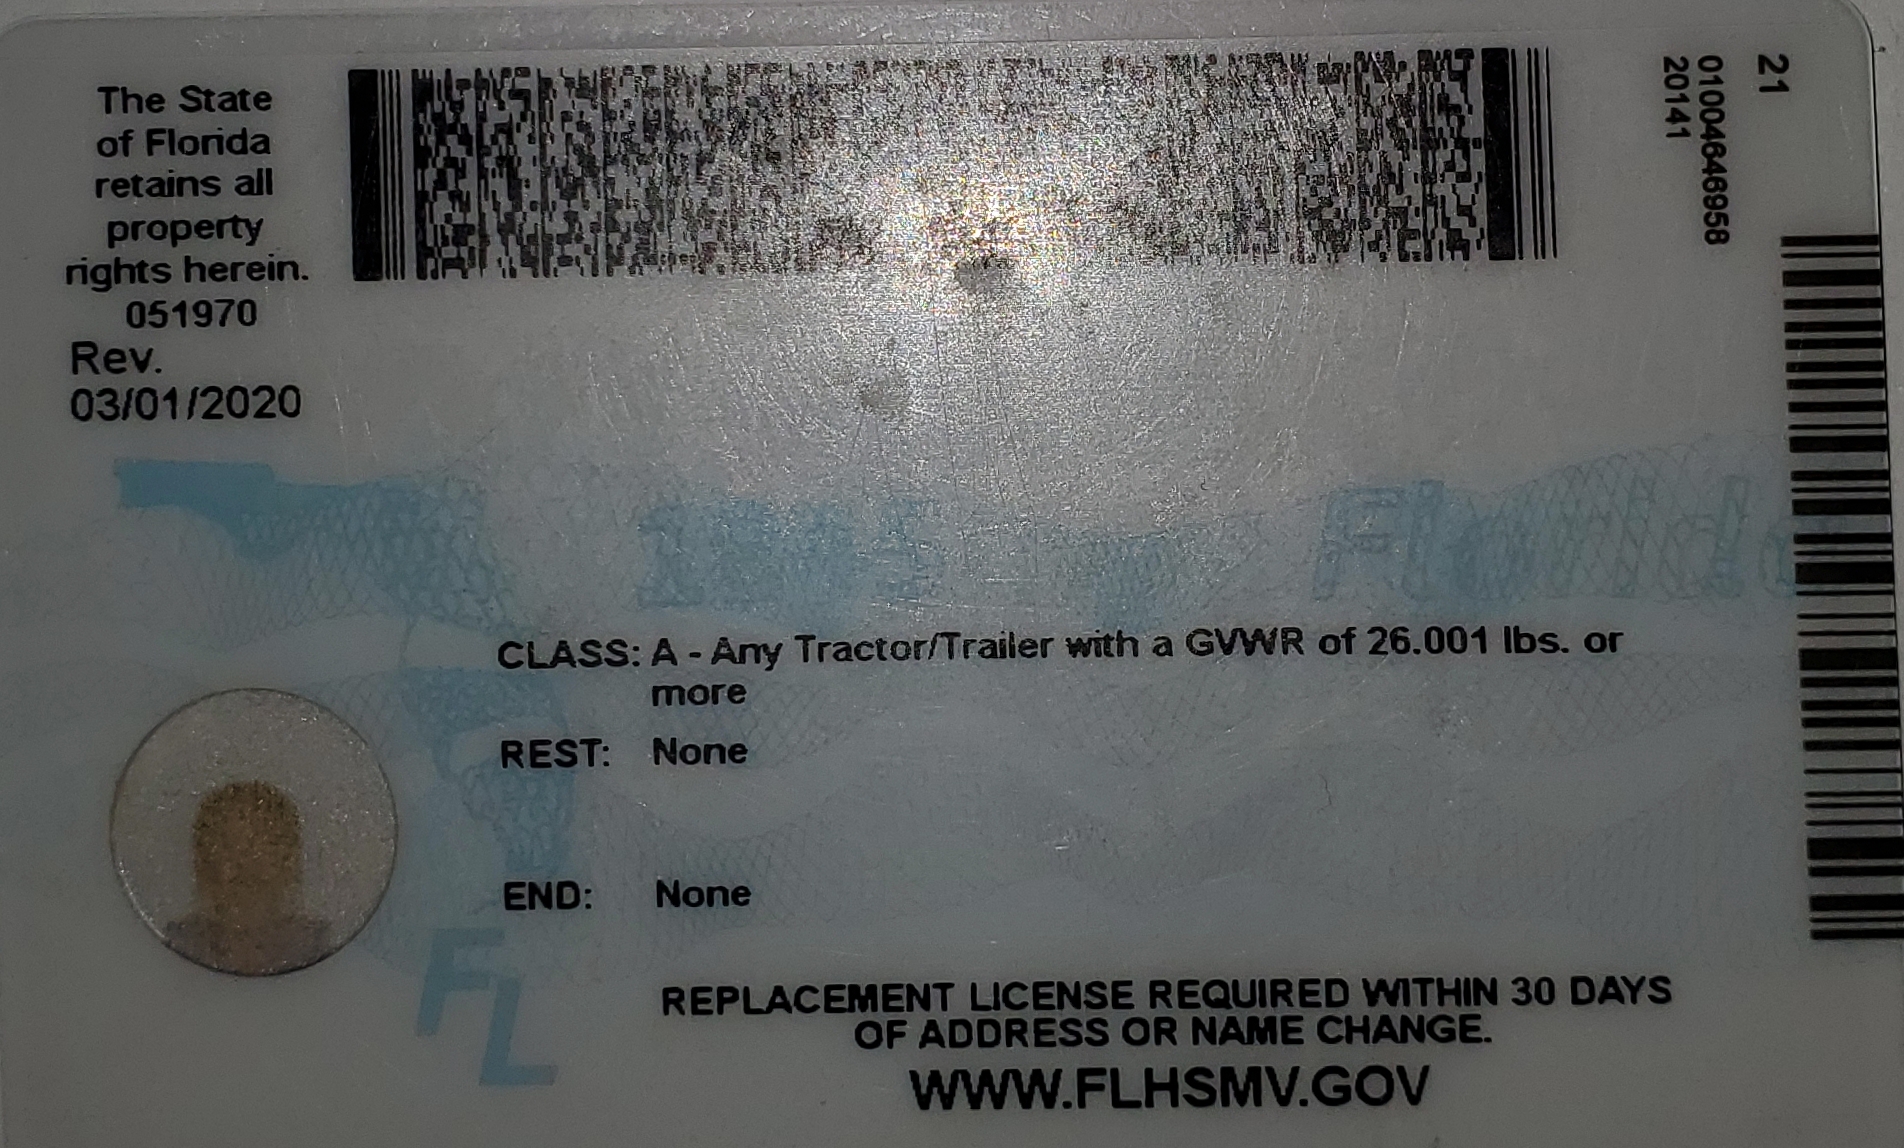 The State
of Florida
retains all
property
rights herein.
051970
Rev.
03/01/2020
21
0100464646958
20141
Florida
CLASS: A - Any Tractor/Trailer with a GVWR of 26.001 lbs. or
more
REST: None
END: None
FL
REPLACEMENT LICENSE REQUIRED WITHIN 30 DAYS
OF ADDRESS OR NAME CHANGE.
WWW.FLHSMV.GOV